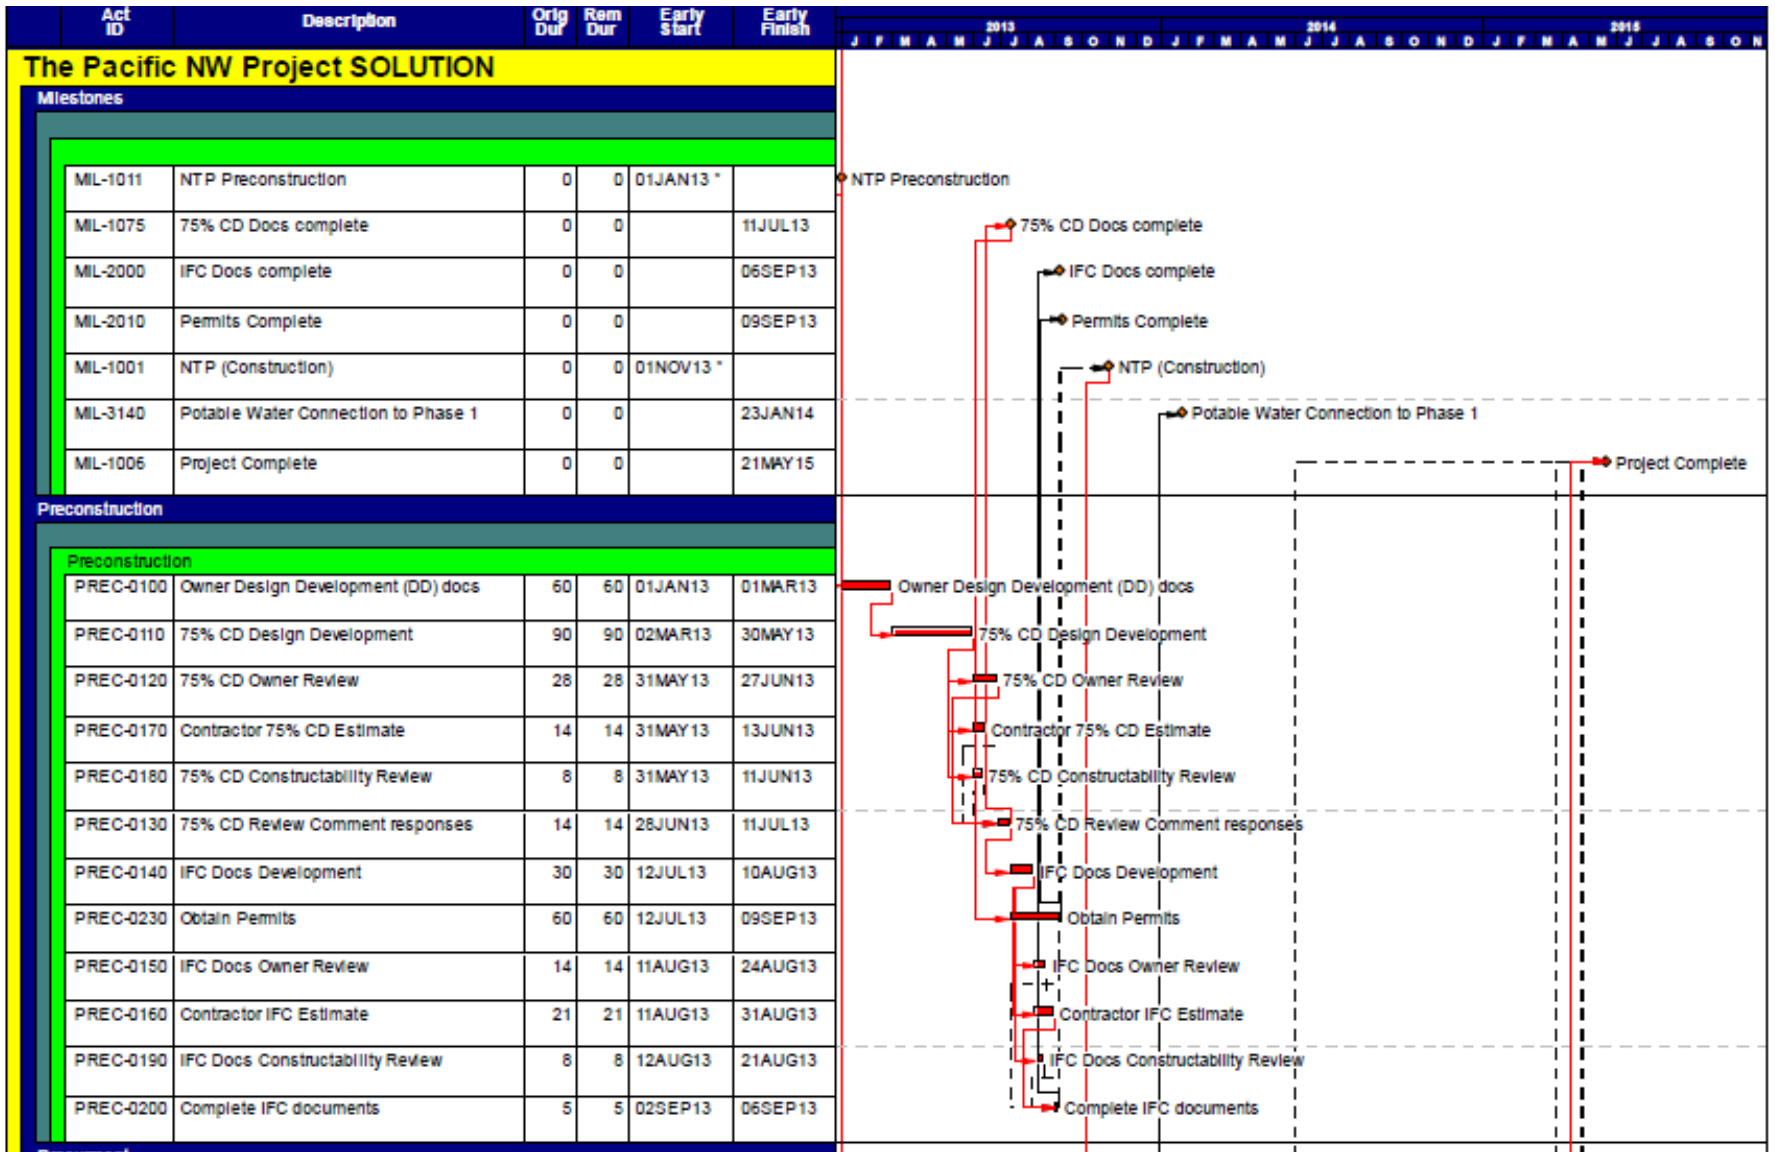 Act ID Description Orig Dur Rem Dur Early Start Early Finish
2013 2014 2015
J F M A M J J A S O N D J F M A M J J A S O N D J F M A M J J A S O N
The Pacific NW Project SOLUTION
Milestones
MIL-1011 NTP Preconstruction 0 0 01JAN13 * NTP Preconstruction
MIL-1075 75% CD Docs complete 0 0 11JUL13 75% CD Docs complete
MIL-2000 IFC Docs complete 0 0 06SEP13 IFC Docs complete
MIL-2010 Permits Complete 0 0 09SEP13 Permits Complete
MIL-1001 NTP (Construction) 0 0 01NOV13 * NTP (Construction)
MIL-3140 Potable Water Connection to Phase 1 0 0 23JAN14 Potable Water Connection to Phase 1
MIL-1006 Project Complete 0 0 21MAY15 Project Complete
Preconstruction
Preconstruction
PREC-0100 Owner Design Development (DD) docs 60 60 01JAN13 01MAR13 Owner Design Development (DD) docs
PREC-0110 75% CD Design Development 90 90 02MAR13 30MAY13 75% CD Design Development
PREC-0120 75% CD Owner Review 28 28 31MAY13 27JUN13 75% CD Owner Review
PREC-0170 Contractor 75% CD Estimate 14 14 31MAY13 13JUN13 Contractor 75% CD Estimate
PREC-0180 75% CD Constructability Review 8 8 31MAY13 11JUN13 75% CD Constructability Review
PREC-0130 75% CD Review Comment responses 14 14 28JUN13 11JUL13 75% CD Review Comment responses
PREC-0140 IFC Docs Development 30 30 12JUL13 10AUG13 IFC Docs Development
PREC-0230 Obtain Permits 60 60 12JUL13 09SEP13 Obtain Permits
PREC-0150 IFC Docs Owner Review 14 14 11AUG13 24AUG13 IFC Docs Owner Review
PREC-0160 Contractor IFC Estimate 21 21 11AUG13 31AUG13 Contractor IFC Estimate
PREC-0190 IFC Docs Constructability Review 8 8 12AUG13 21AUG13 IFC Docs Constructability Review
PREC-0200 Complete IFC documents 5 5 02SEP13 06SEP13 Complete IFC documents